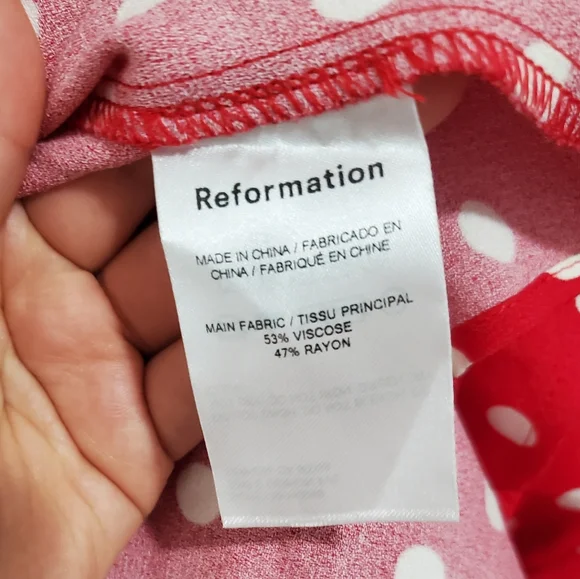 Reformation
MADE IN CHINA / FABRICADO EN
CHINA / FABRIQUÉ EN CHINE
MAIN FABRIC / TISSU PRINCIPAL
53% VISCOSE
47% RAYON